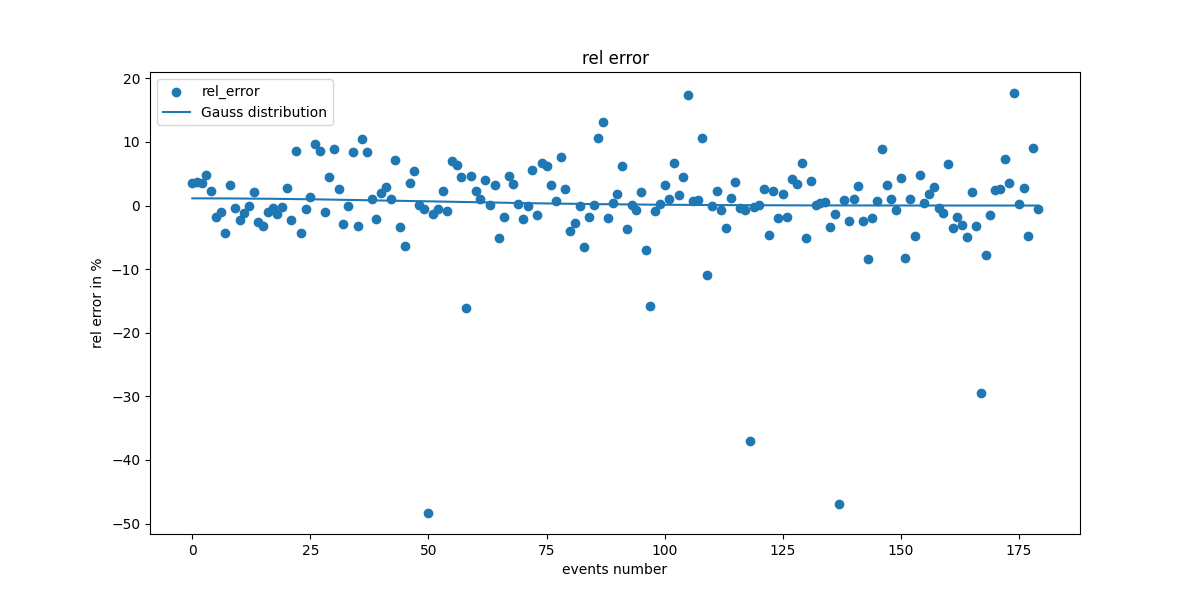 rel error
rel_error
Gauss distribution
20
10
0
−10
−20
−30
−40
−50
rel error in %
0 25 50 75 100 125 150 175
events number